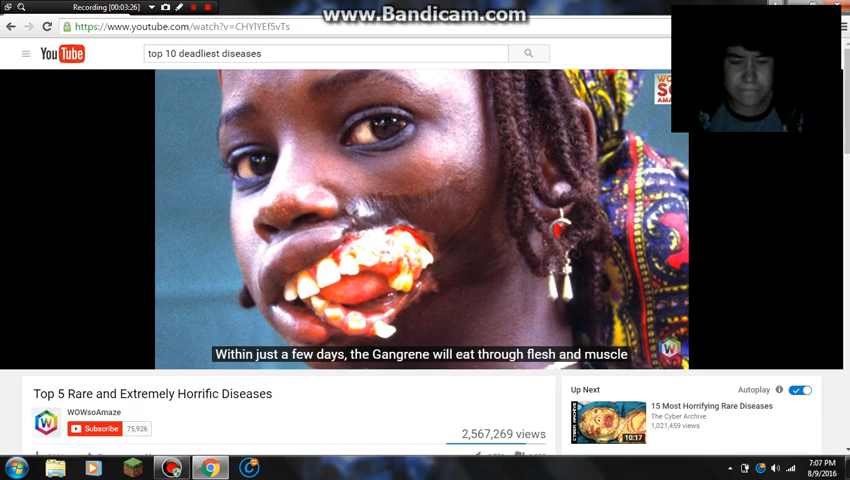 www.Bandicam.com
Recording [00:03:26]
https://www.youtube.com/watch?v=CHYlYEf5vTs
You Tube
top 10 deadliest diseases
Within just a few days, the Gangrene will eat through flesh and muscle
Top 5 Rare and Extremely Horrific Diseases
WOWsoAmaze
Subscribe 75,926
2,567,269 views
Up Next
Autoplay
15 Most Horrifying Rare Diseases
The Cyber Archive
1,021,459 views
10:17
7:07 PM
8/9/2016